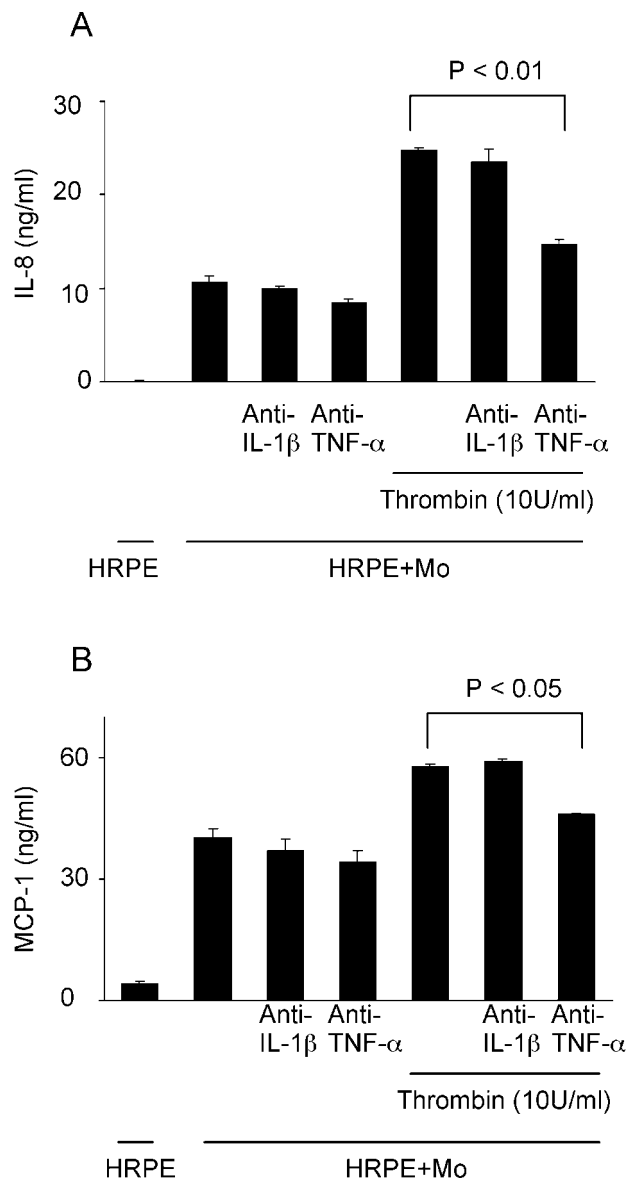 A
P < 0.01
30
20
10
0
IL-8 (ng/ml)
Anti- Anti- Anti- Anti-
IL-1β TNF-α IL-1β TNF-α
Thrombin (10U/ml)
HRPE HRPE+Mo
B
P < 0.05
60
30
0
MCP-1 (ng/ml)
Anti- Anti- Anti- Anti-
IL-1β TNF-α IL-1β TNF-α
Thrombin (10U/ml)
HRPE HRPE+Mo